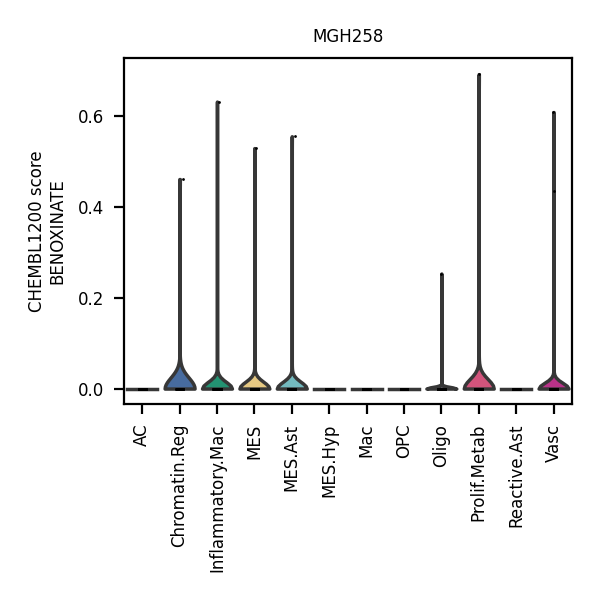 MGH258
CHEMBL1200 score
BENOXINATE
0.6
0.4
0.2
0.0
AC
Chromatin.Reg
Inflammatory.Mac
MES
MES.Ast
MES.Hyp
Mac
OPC
Oligo
Prolif.Metab
Reactive.Ast
Vasc